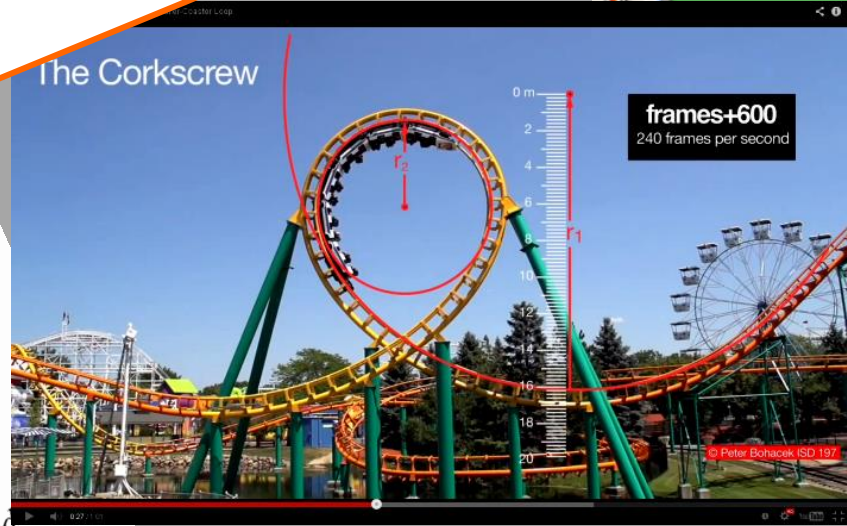 The Corkscrew
frames+600
240 frames per second
0 m
2
4
6
8
10
12
14
16
18
20
r₂
r₁
© Peter Bohacek ISD 197
0:27